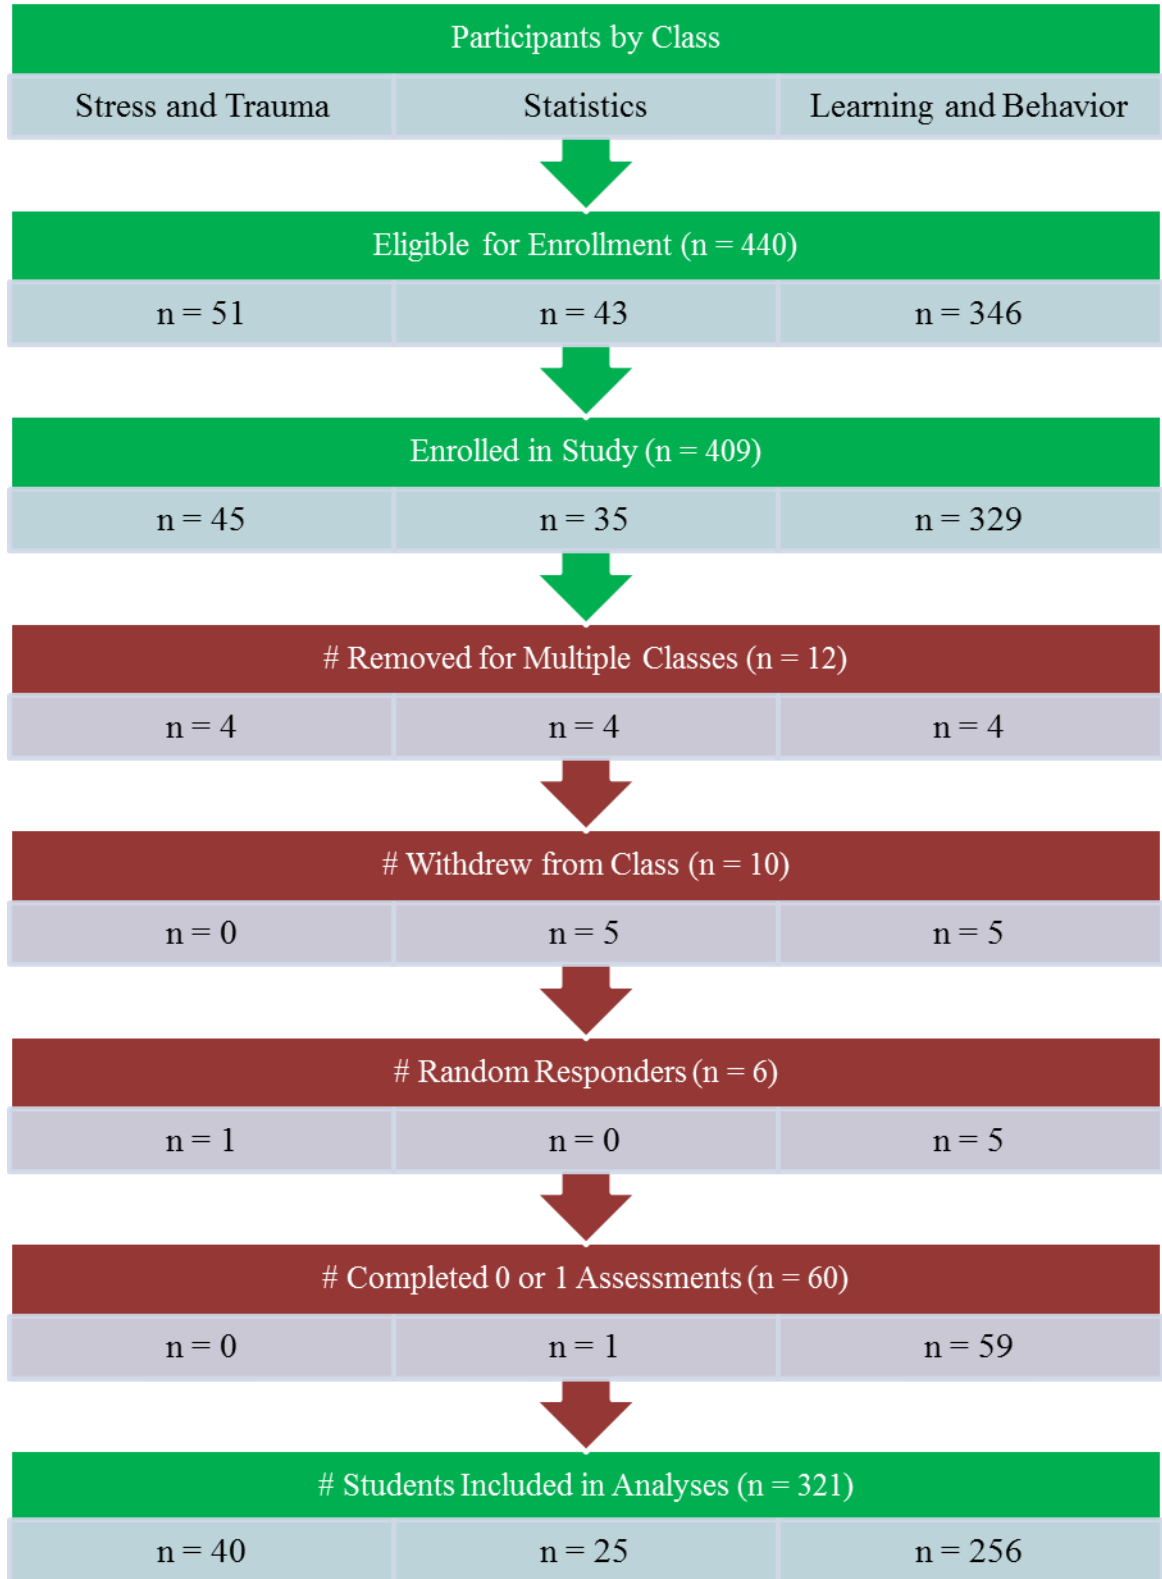 Participants by Class
Stress and Trauma Statistics Learning and Behavior
Eligible for Enrollment (n = 440)
n = 51 n = 43 n = 346
Enrolled in Study (n = 409)
n = 45 n = 35 n = 329
# Removed for Multiple Classes (n = 12)
n = 4 n = 4 n = 4
# Withdrew from Class (n = 10)
n = 0 n = 5 n = 5
# Random Responders (n = 6)
n = 1 n = 0 n = 5
# Completed 0 or 1 Assessments (n = 60)
n = 0 n = 1 n = 59
# Students Included in Analyses (n = 321)
n = 40 n = 25 n = 256